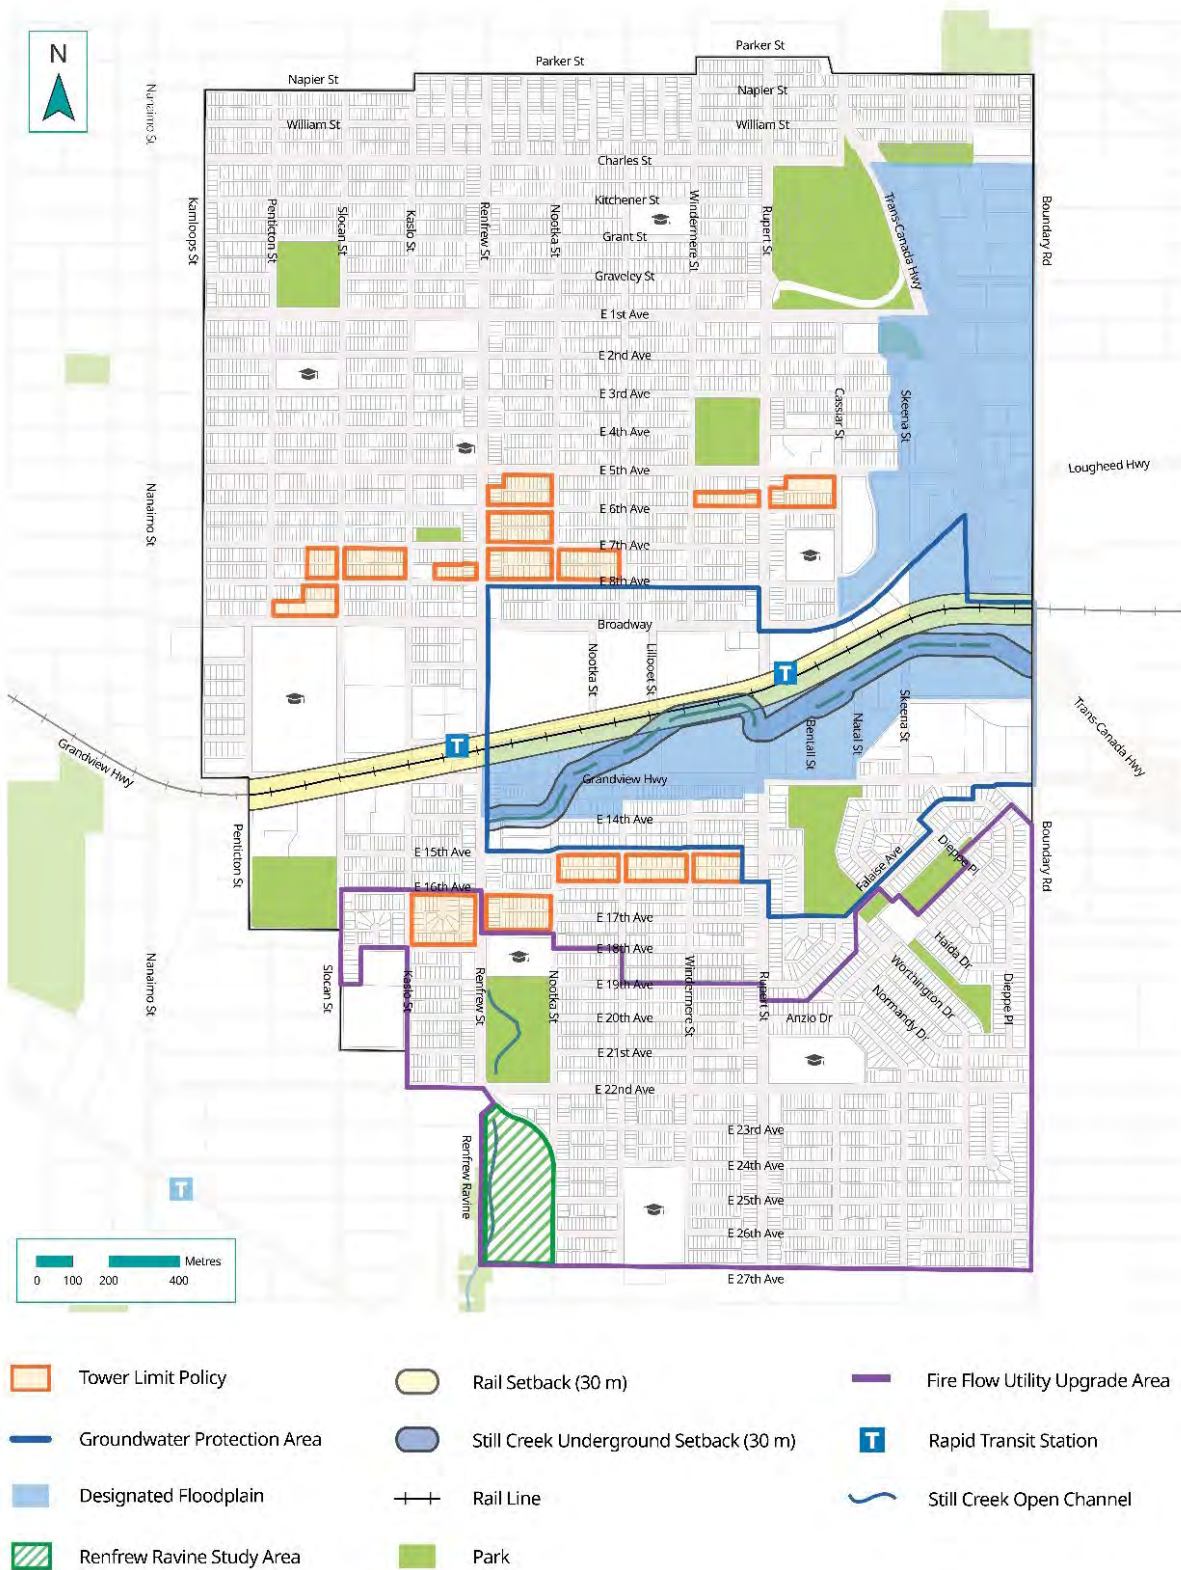 N
Parker St
Parker St
Napier St
Napier St
William St
William St
Nanaimo St
Charles St
Kitchener St
Grant St
Graveley St
Kamloops St
Penticton St
Slocan St
Kaslo St
Renfrew St
Nootka St
Windermere St
Rupert St
Trans-Canada Hwy
Boundary Rd
E 1st Ave
E 2nd Ave
E 3rd Ave
E 4th Ave
Cassiar St
Skeena St
E 5th Ave
Lougheed Hwy
Nanaimo St
E 6th Ave
E 7th Ave
E 8th Ave
Broadway
Nootka St
Lillooet St
T
T
Skeena St
Natal St
Bentall St
Trans-Canada Hwy
Grandview Hwy
Grandview Hwy
E 14th Ave
Penticton St
E 15th Ave
Falaise Ave
Dieppe Pl
Boundary Rd
E 16th Ave
E 17th Ave
E 18th Ave
Haida Dr
Nanaimo St
Slocan St
Kaslo St
Renfrew St
Nootka St
E 19th Ave
Windermere St
Rupert St
Worthington Dr
Normandy Dr
Dieppe Pl
E 20th Ave
Anzio Dr
E 21st Ave
E 22nd Ave
E 23rd Ave
Renfrew Ravine
E 24th Ave
T
E 25th Ave
E 26th Ave
E 27th Ave
Metres
0 100 200 400
Tower Limit Policy
Rail Setback (30 m)
Fire Flow Utility Upgrade Area
Groundwater Protection Area
Still Creek Underground Setback (30 m)
T
Rapid Transit Station
Designated Floodplain
Rail Line
Still Creek Open Channel
Renfrew Ravine Study Area
Park